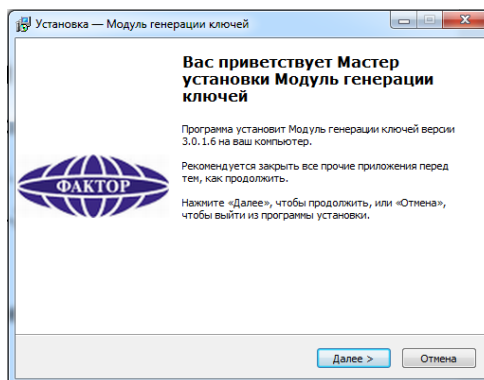 Установка — Модуль генерации ключей
Вас приветствует Мастер
установки Модуль генерации
ключей
Программа установит Модуль генерации ключей версии
3.0.1.6 на ваш компьютер.
Рекомендуется закрыть все прочие приложения перед
тем, как продолжить.
Нажмите «Далее», чтобы продолжить, или «Отмена»,
чтобы выйти из программы установки.
ФАКТОР
Далее >
Отмена